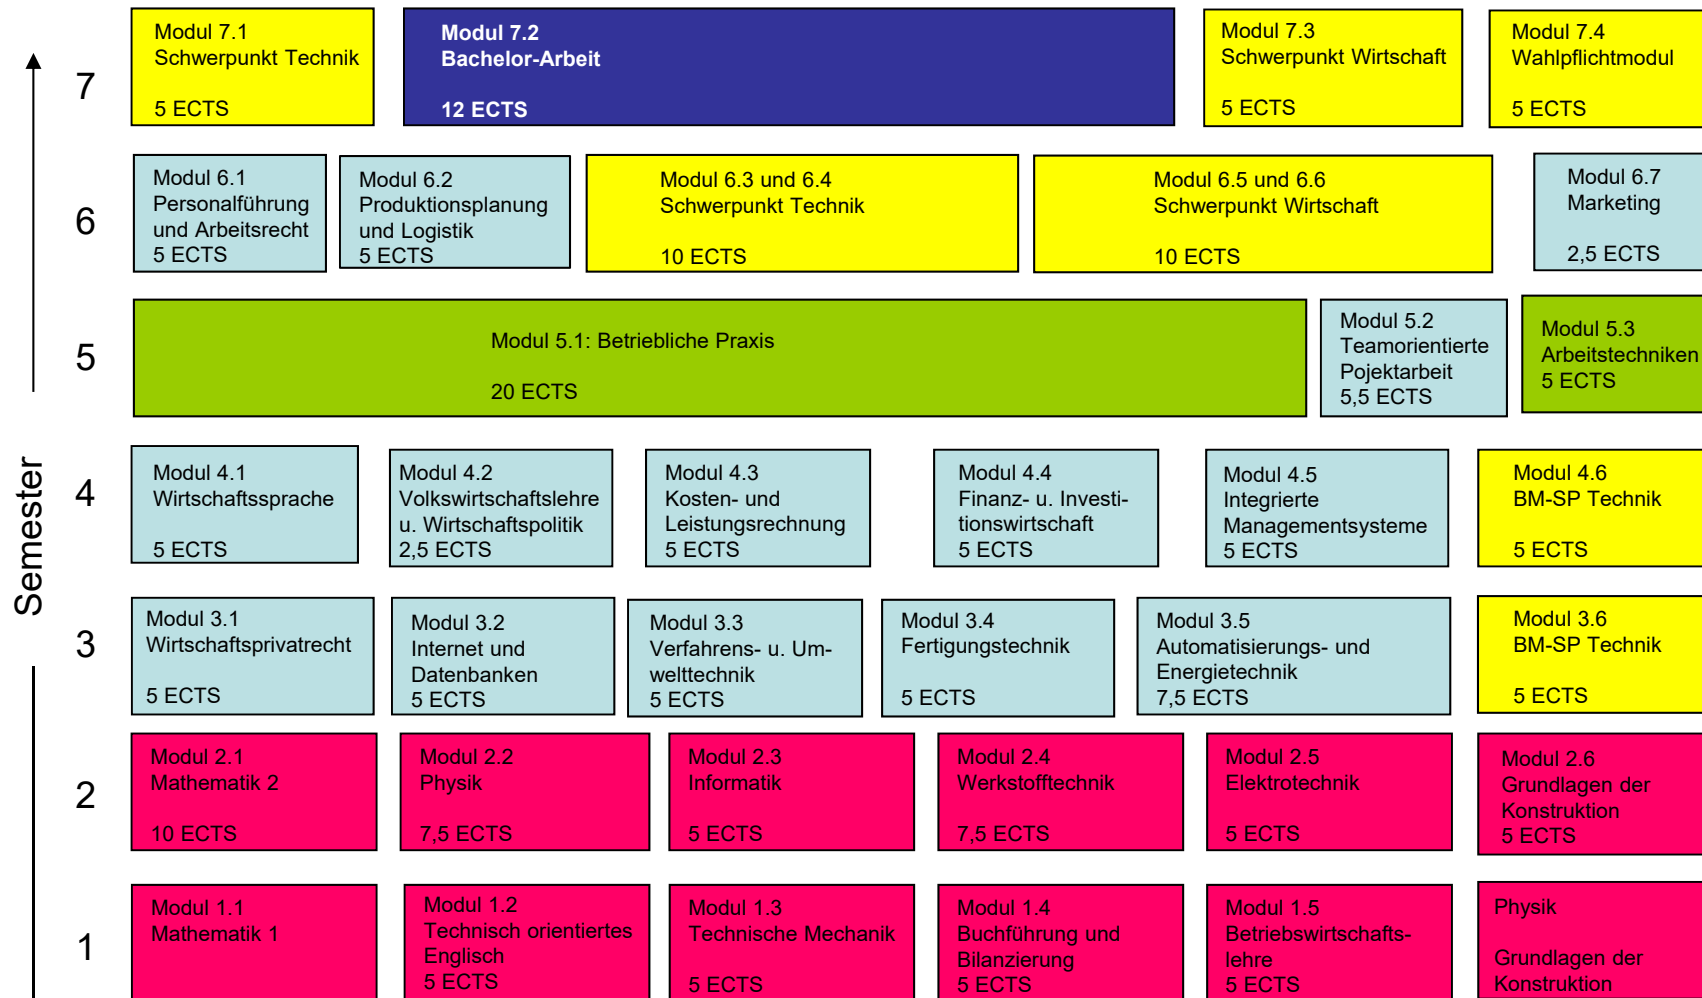 Modul 7.1
Schwerpunkt Technik
5 ECTS
Modul 7.2
Bachelor-Arbeit
12 ECTS
Modul 7.3
Schwerpunkt Wirtschaft
5 ECTS
Modul 7.4
Wahlpflichtmodul
5 ECTS
7
Modul 6.1
Personalführung
und Arbeitsrecht
5 ECTS
Modul 6.2
Produktionsplanung
und Logistik
5 ECTS
Modul 6.3 und 6.4
Schwerpunkt Technik
10 ECTS
Modul 6.5 und 6.6
Schwerpunkt Wirtschaft
10 ECTS
Modul 6.7
Marketing
2,5 ECTS
6
Modul 5.1: Betriebliche Praxis
20 ECTS
Modul 5.2
Teamorientierte
Pojektarbeit
5,5 ECTS
Modul 5.3
Arbeitstechniken
5 ECTS
5
Semester
Modul 4.1
Wirtschaftssprache
5 ECTS
Modul 4.2
Volkswirtschaftslehre
u. Wirtschaftspolitik
2,5 ECTS
Modul 4.3
Kosten- und
Leistungsrechnung
5 ECTS
Modul 4.4
Finanz- u. Investi-
tionswirtschaft
5 ECTS
Modul 4.5
Integrierte
Managementsysteme
5 ECTS
Modul 4.6
BM-SP Technik
5 ECTS
4
Modul 3.1
Wirtschaftsprivatrecht
5 ECTS
Modul 3.2
Internet und
Datenbanken
5 ECTS
Modul 3.3
Verfahrens- u. Um-
welttechnik
5 ECTS
Modul 3.4
Fertigungstechnik
5 ECTS
Modul 3.5
Automatisierungs- und
Energietechnik
7,5 ECTS
Modul 3.6
BM-SP Technik
5 ECTS
3
Modul 2.1
Mathematik 2
10 ECTS
Modul 2.2
Physik
7,5 ECTS
Modul 2.3
Informatik
5 ECTS
Modul 2.4
Werkstofftechnik
7,5 ECTS
Modul 2.5
Elektrotechnik
5 ECTS
Modul 2.6
Grundlagen der
Konstruktion
5 ECTS
2
Modul 1.1
Mathematik 1
Modul 1.2
Technisch orientiertes
Englisch
5 ECTS
Modul 1.3
Technische Mechanik
5 ECTS
Modul 1.4
Buchführung und
Bilanzierung
5 ECTS
Modul 1.5
Betriebswirtschafts-
lehre
5 ECTS
Physik
Grundlagen der
Konstruktion
1